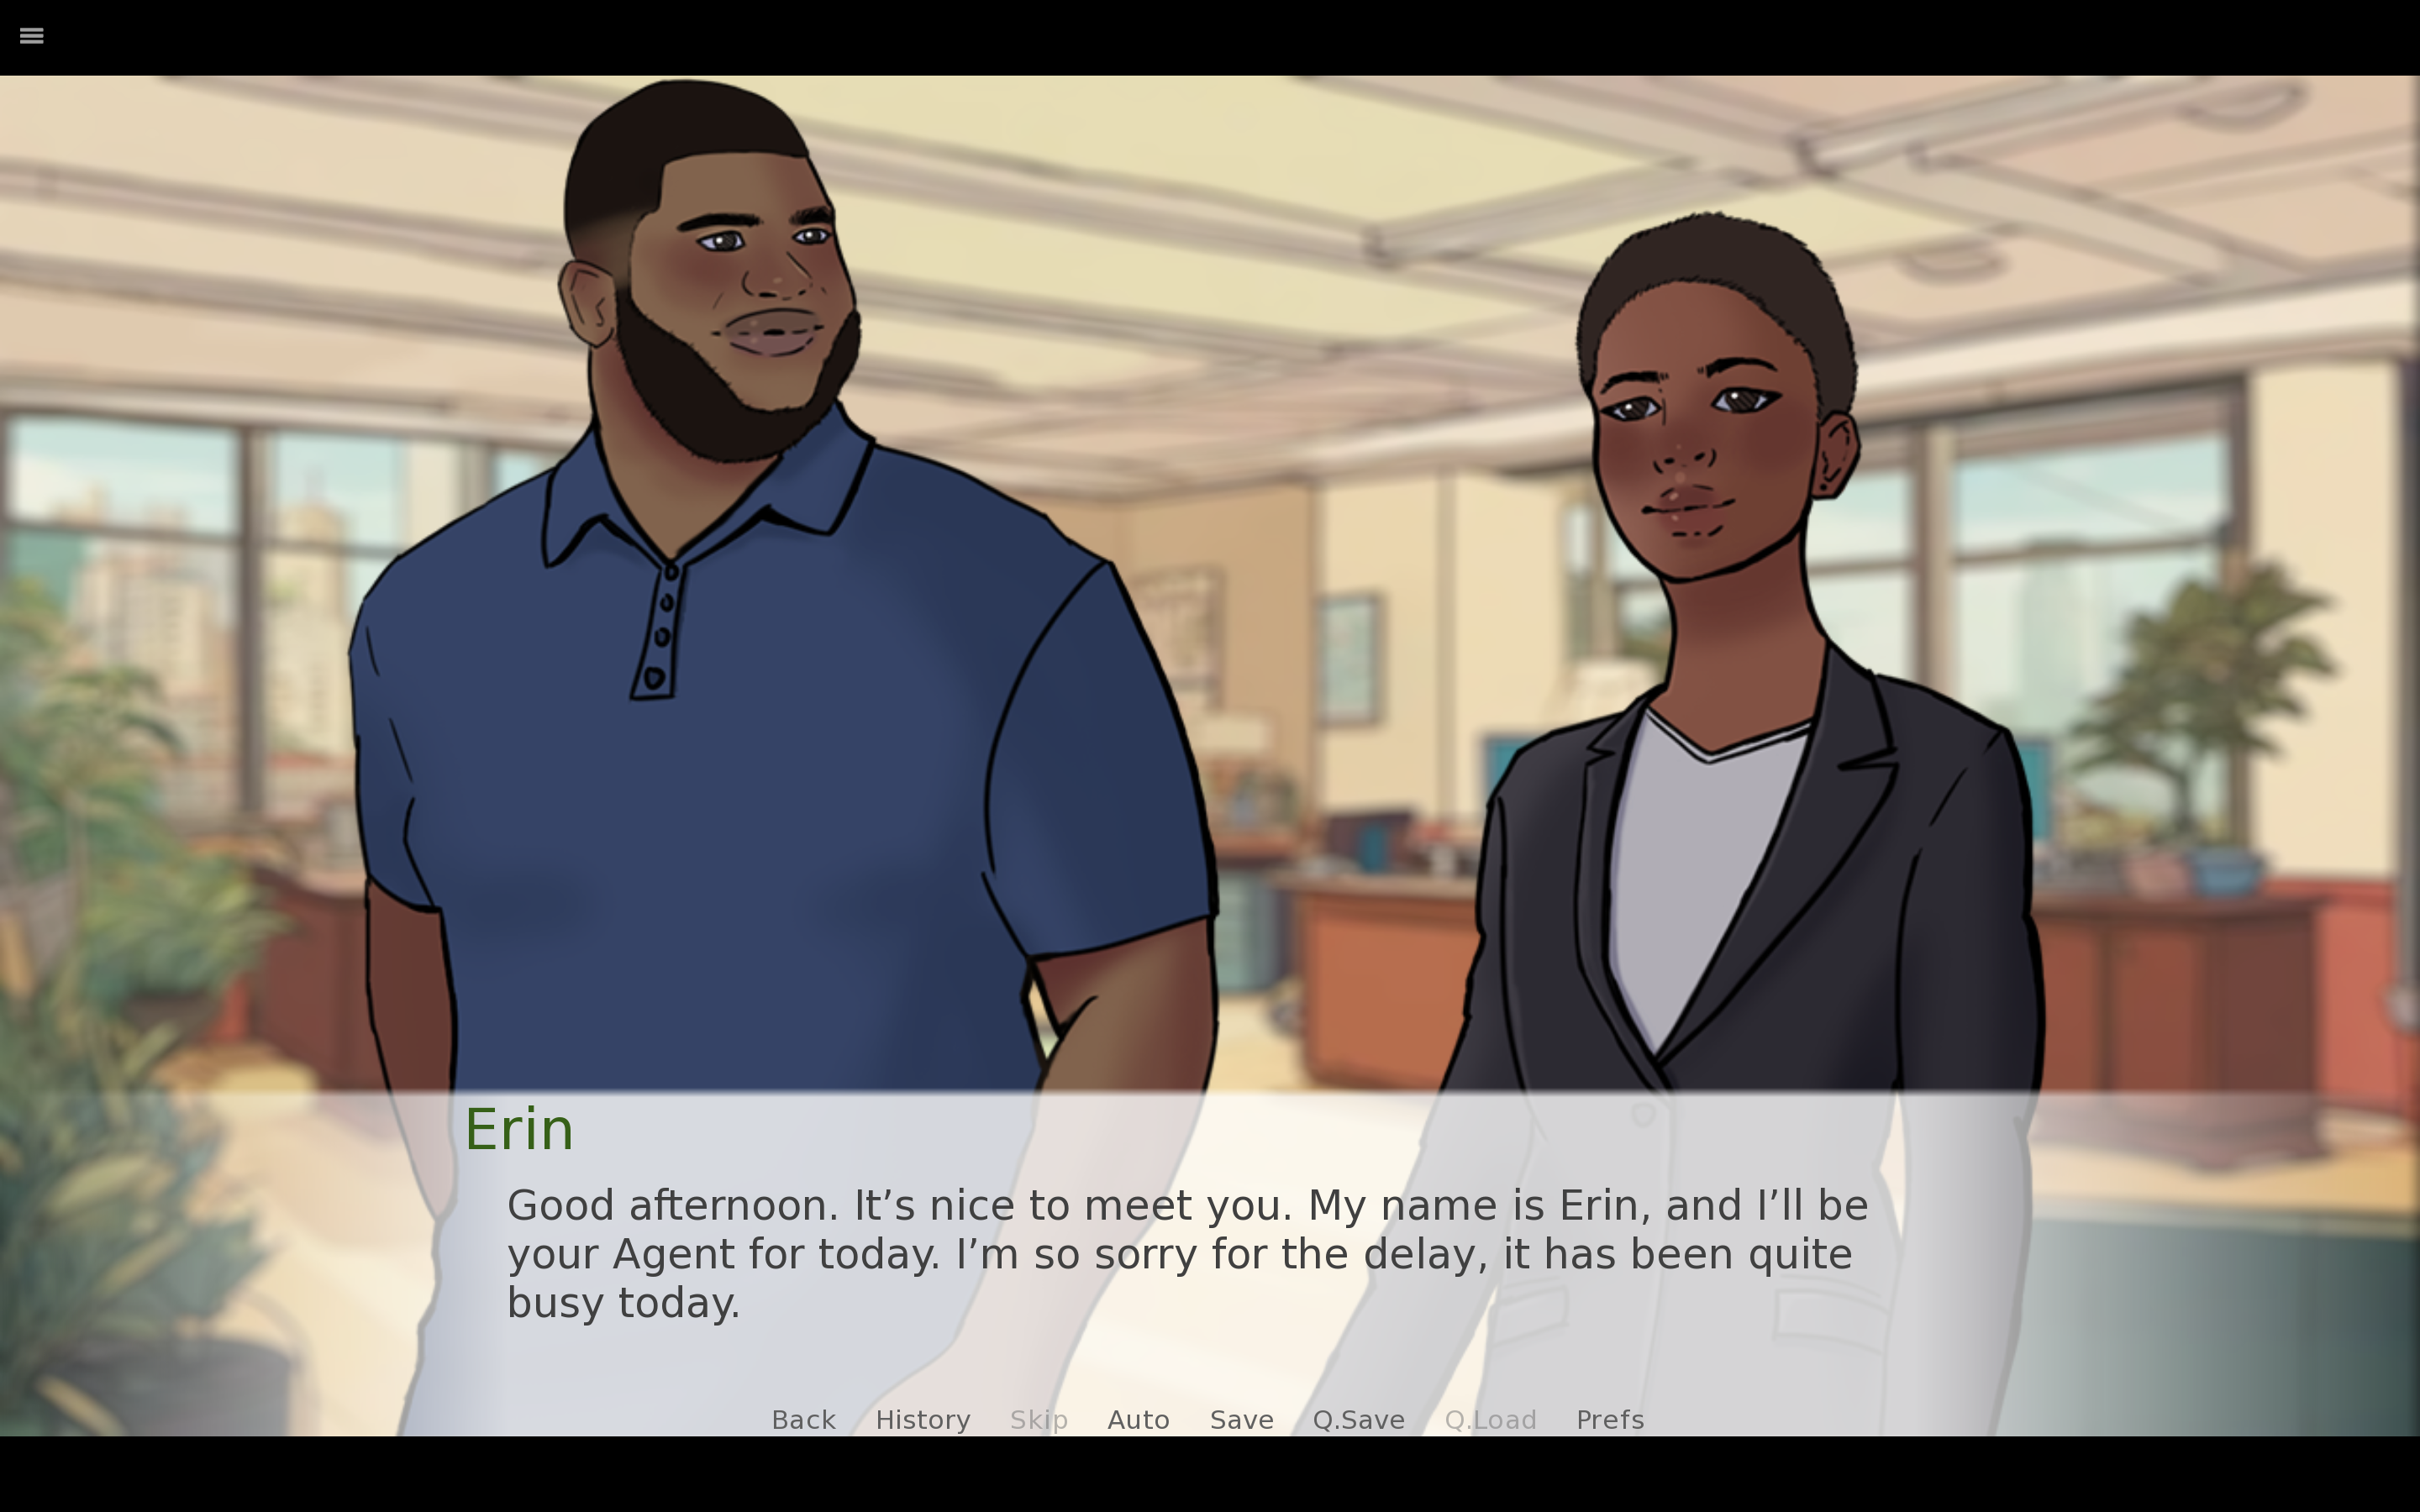 Erin
Good afternoon. It’s nice to meet you. My name is Erin, and I’ll be
your Agent for today. I’m so sorry for the delay, it has been quite
busy today.
Back History Skip Auto Save Q.Save Q.Load Prefs